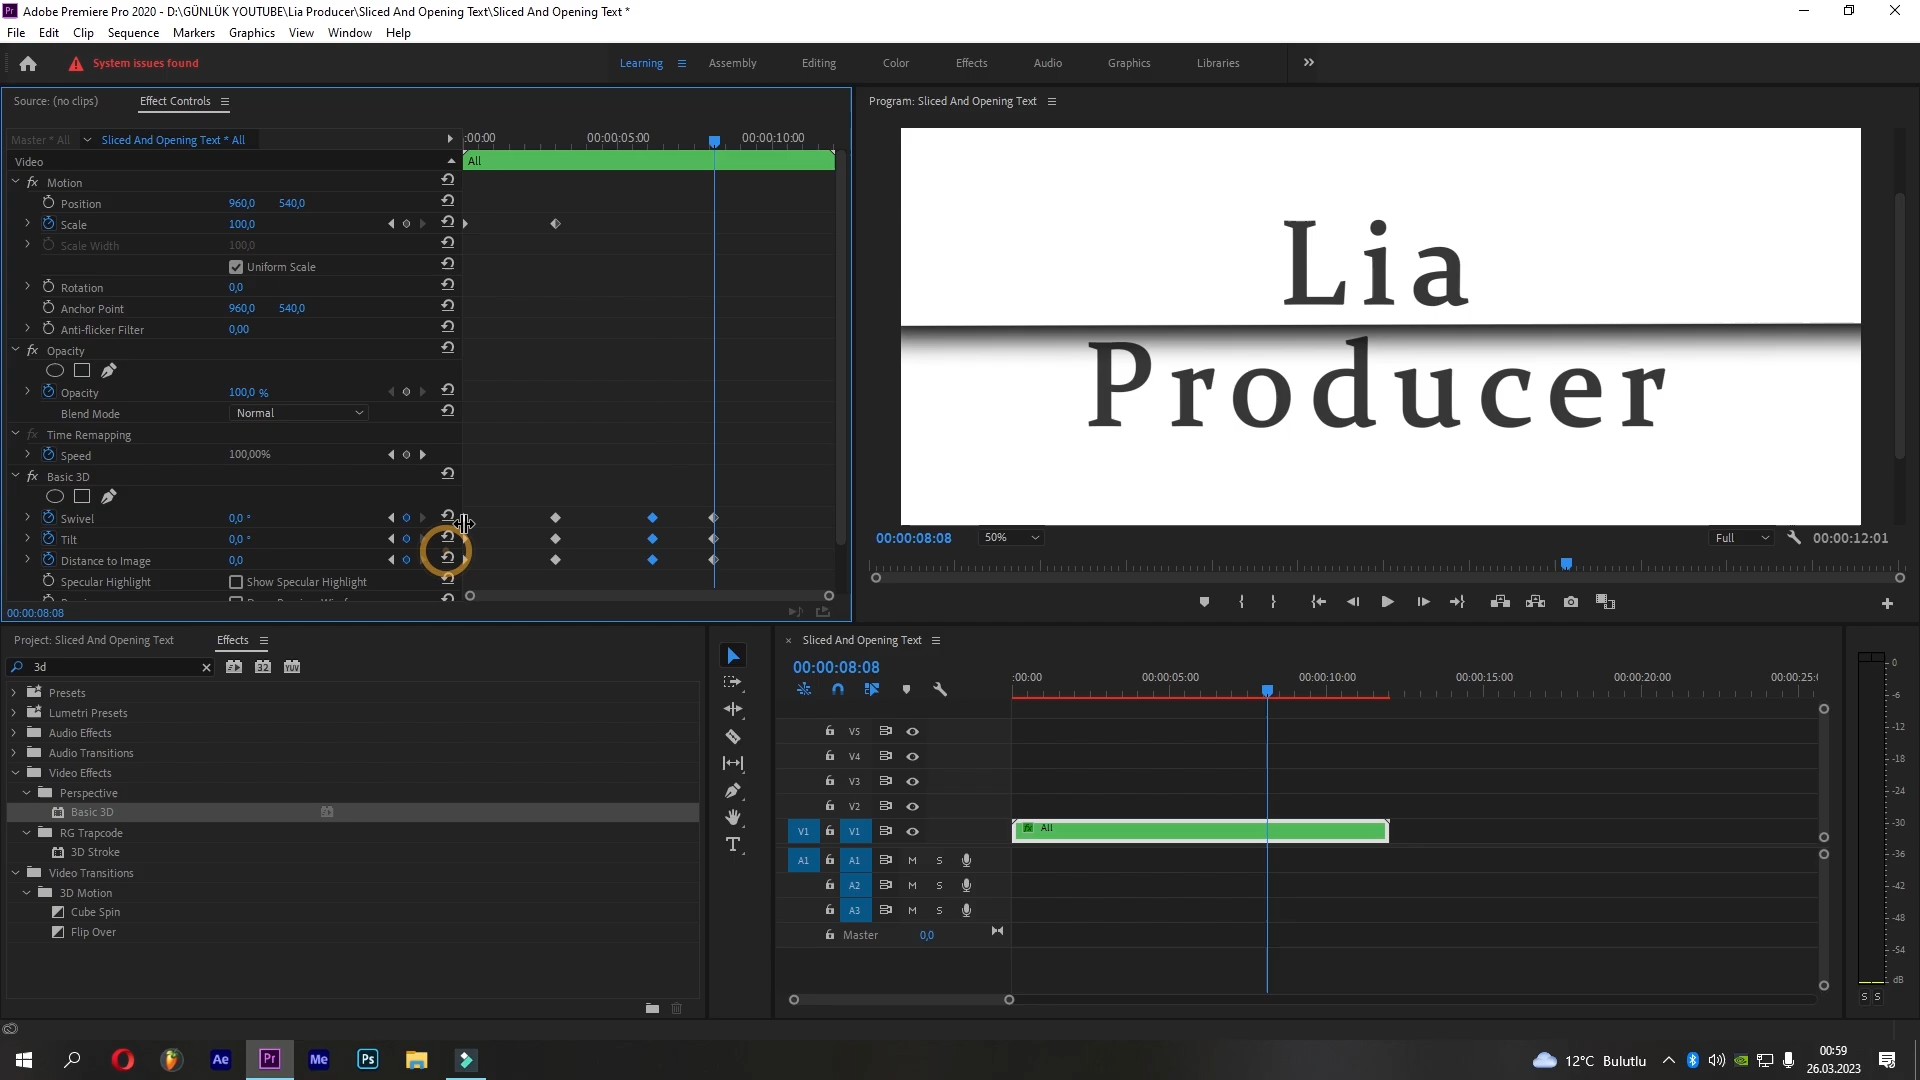 Adobe Premiere Pro 2020 - D:\GÜNLÜK YOUTUBE\Lia Producer\Sliced And Opening Text\Sliced And Opening Text *
File Edit Clip Sequence Markers Graphics View Window Help
System issues found
Learning Assembly Editing Color Effects Audio Graphics Libraries
Source: (no clips) Effect Controls
Program: Sliced And Opening Text
Master * All Sliced And Opening Text * All
:00:00 00:00:05:00 00:00:10:00
Video
All
Motion
Position 960,0 540,0
Scale 100,0
Scale Width 100,0
Uniform Scale
Rotation 0,0
Anchor Point 960,0 540,0
Anti-flicker Filter 0,00
Opacity
Opacity 100,0 %
Blend Mode Normal
Time Remapping
Speed 100,00%
Basic 3D
Swivel 0,0 °
Tilt 0,0 °
Distance to Image 0,0
Specular Highlight Show Specular Highlight
00:00:08:08
Lia
Producer
00:00:08:08 50% Full 00:00:12:01
Project: Sliced And Opening Text Effects
3d
32 YUV
Presets
Lumetri Presets
Audio Effects
Audio Transitions
Video Effects
Perspective
Basic 3D
RG Trapcode
3D Stroke
Video Transitions
3D Motion
Cube Spin
Flip Over
Sliced And Opening Text
00:00:08:08
:00:00 00:00:05:00 00:00:10:00 00:00:15:00 00:00:20:00 00:00:25:
V5
V4
V3
V2
V1 V1 All
A1 A1 M S
A2 M S
A3 M S
Master 0,0
0
-6
-12
-18
-24
-30
-36
-42
-48
-54
dB
S S
Ae Pr Me Ps
12°C Bulutlu
00:59
26.03.2023